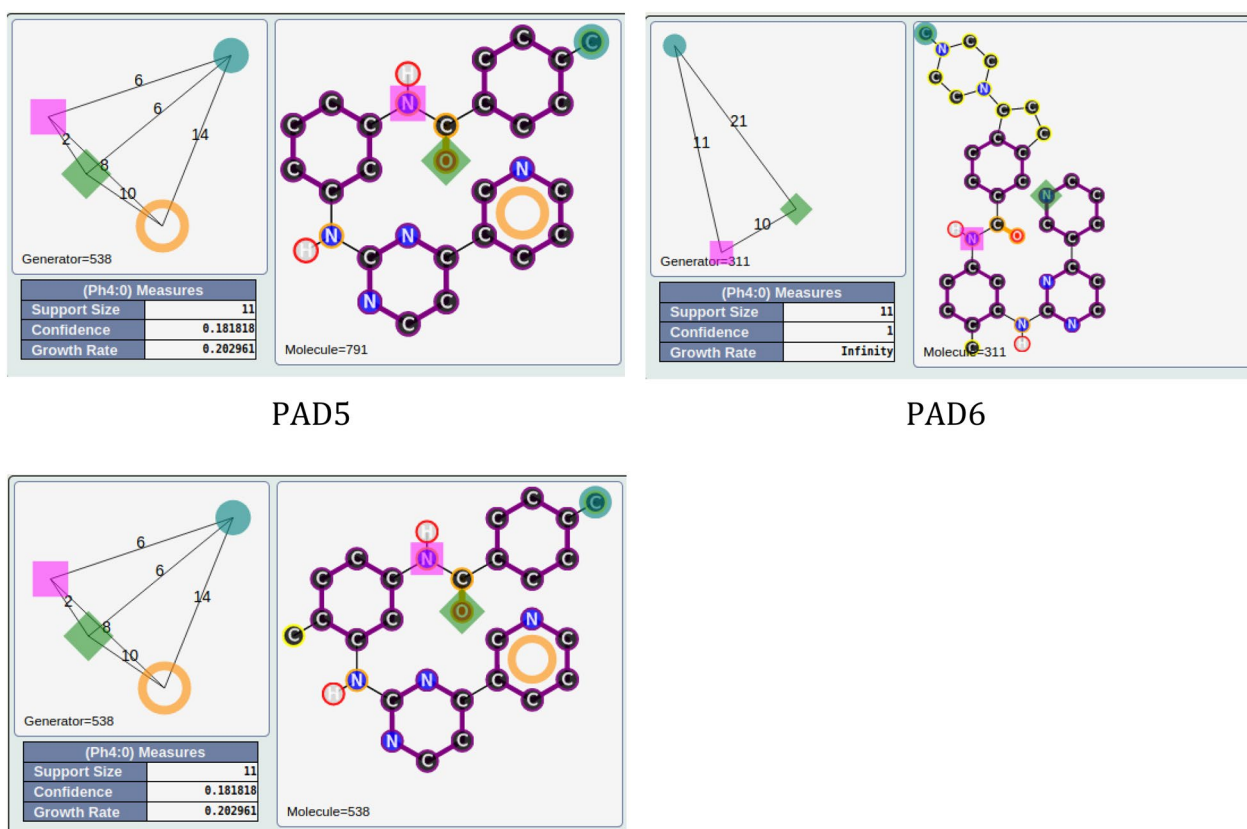 6
6
14
2
8
10
Generator=538
(Ph4:0) Measures
Support Size 11
Confidence 0.181818
Growth Rate 0.202961
C C
C C
H
C N C C
C C C C
O
C C N
C C C
N N C C
H
C C C
N C
C
Molecule=791
PAD5
21
11
10
Generator=311
(Ph4:0) Measures
Support Size 11
Confidence 1
Growth Rate Infinity
C
N C
C C
C N
C C C
C C
C C
C C N C C
C
H C
N O C C
C C
C C N C
C C C C
C N N
C H
Molecule=311
PAD6
6
6
14
2
8
10
Generator=538
(Ph4:0) Measures
Support Size 11
Confidence 0.181818
Growth Rate 0.202961
C C
C C
H
C N C C
C C C C
O
C C N
C C C C
N N C C
H
C C C
N C
C
Molecule=538